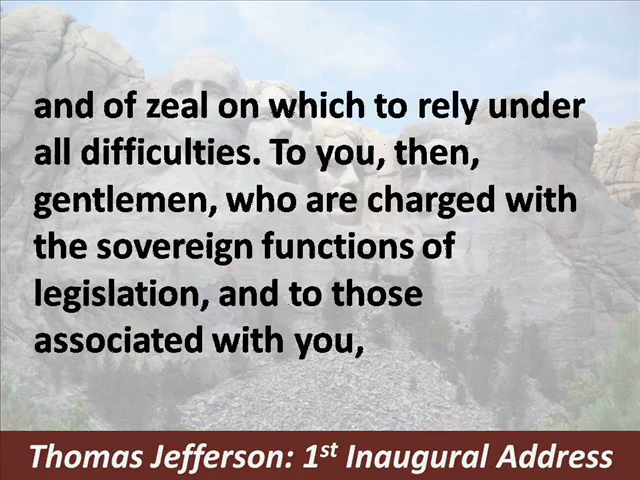 and of zeal on which to rely under
all difficulties. To you, then,
gentlemen, who are charged with
the sovereign functions of
legislation, and to those
associated with you,
Thomas Jefferson: 1st Inaugural Address